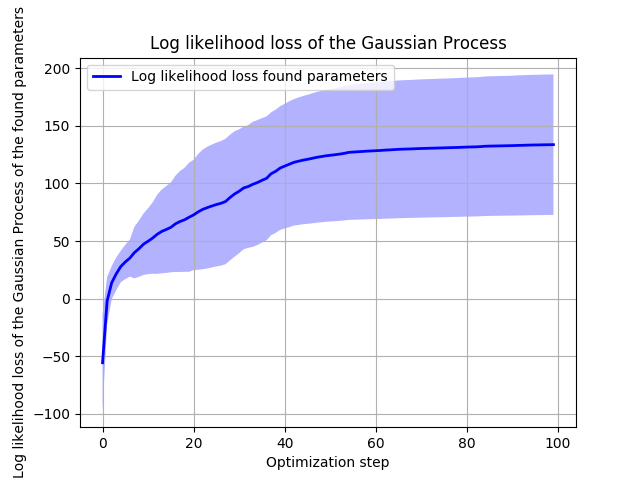 Log likelihood loss of the Gaussian Process
Log likelihood loss found parameters
Log likelihood loss of the Gaussian Process of the found parameters
200
150
100
50
0
−50
−100
0 20 40 60 80 100
Optimization step